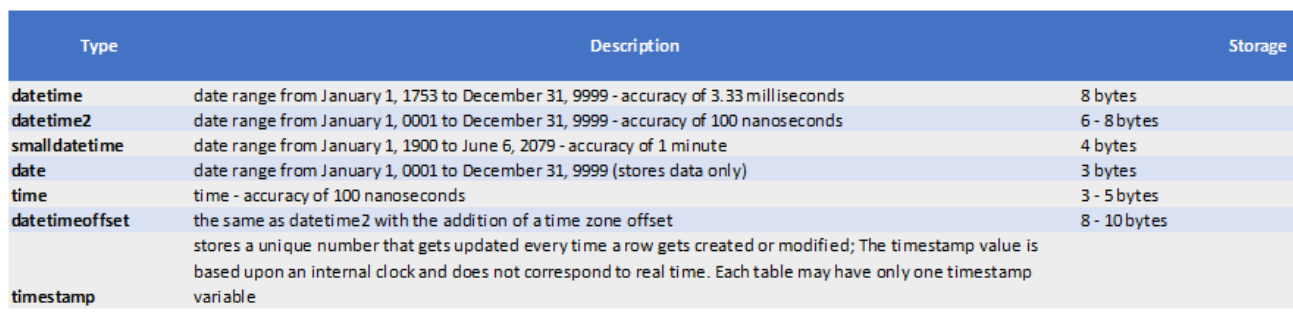 Type Description Storage
datetime date range from January 1, 1753 to December 31, 9999 - accuracy of 3.33 milliseconds 8 bytes
datetime2 date range from January 1, 0001 to December 31, 9999 - accuracy of 100 nanoseconds 6 - 8 bytes
smalldatetime date range from January 1, 1900 to June 6, 2079 - accuracy of 1 minute 4 bytes
date date range from January 1, 0001 to December 31, 9999 (stores data only) 3 bytes
time time - accuracy of 100 nanoseconds 3 - 5 bytes
datetimeoffset the same as datetime2 with the addition of a time zone offset 8 - 10 bytes
stores a unique number that gets updated every time a row gets created or modified; The timestamp value is
based upon an internal clock and does not correspond to real time. Each table may have only one timestamp
timestamp variable